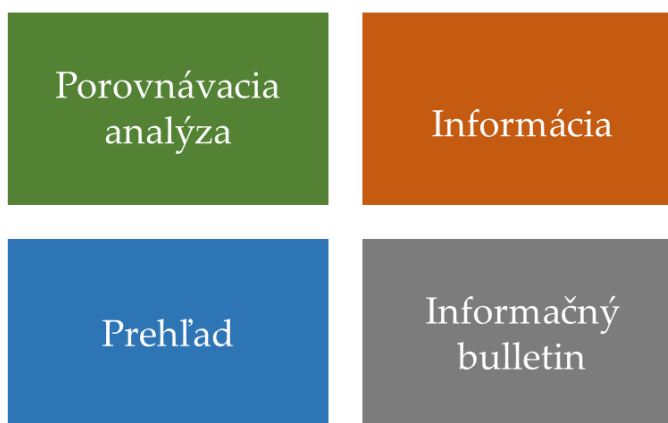 Porovnávacia
analýza
Informácia
Prehľad
Informačný
bulletin